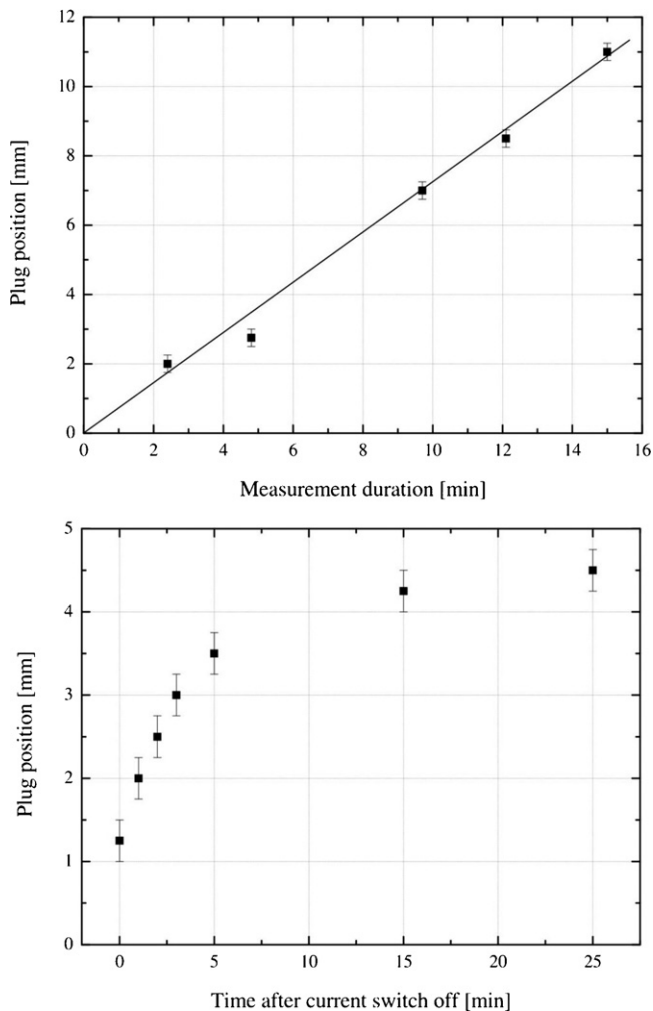 12
10
8
6
4
2
0
Plug position [mm]
0 2 4 6 8 10 12 14 16
Measurement duration [min]
5
4
3
2
1
0
Plug position [mm]
0 5 10 15 20 25
Time after current switch off [min]